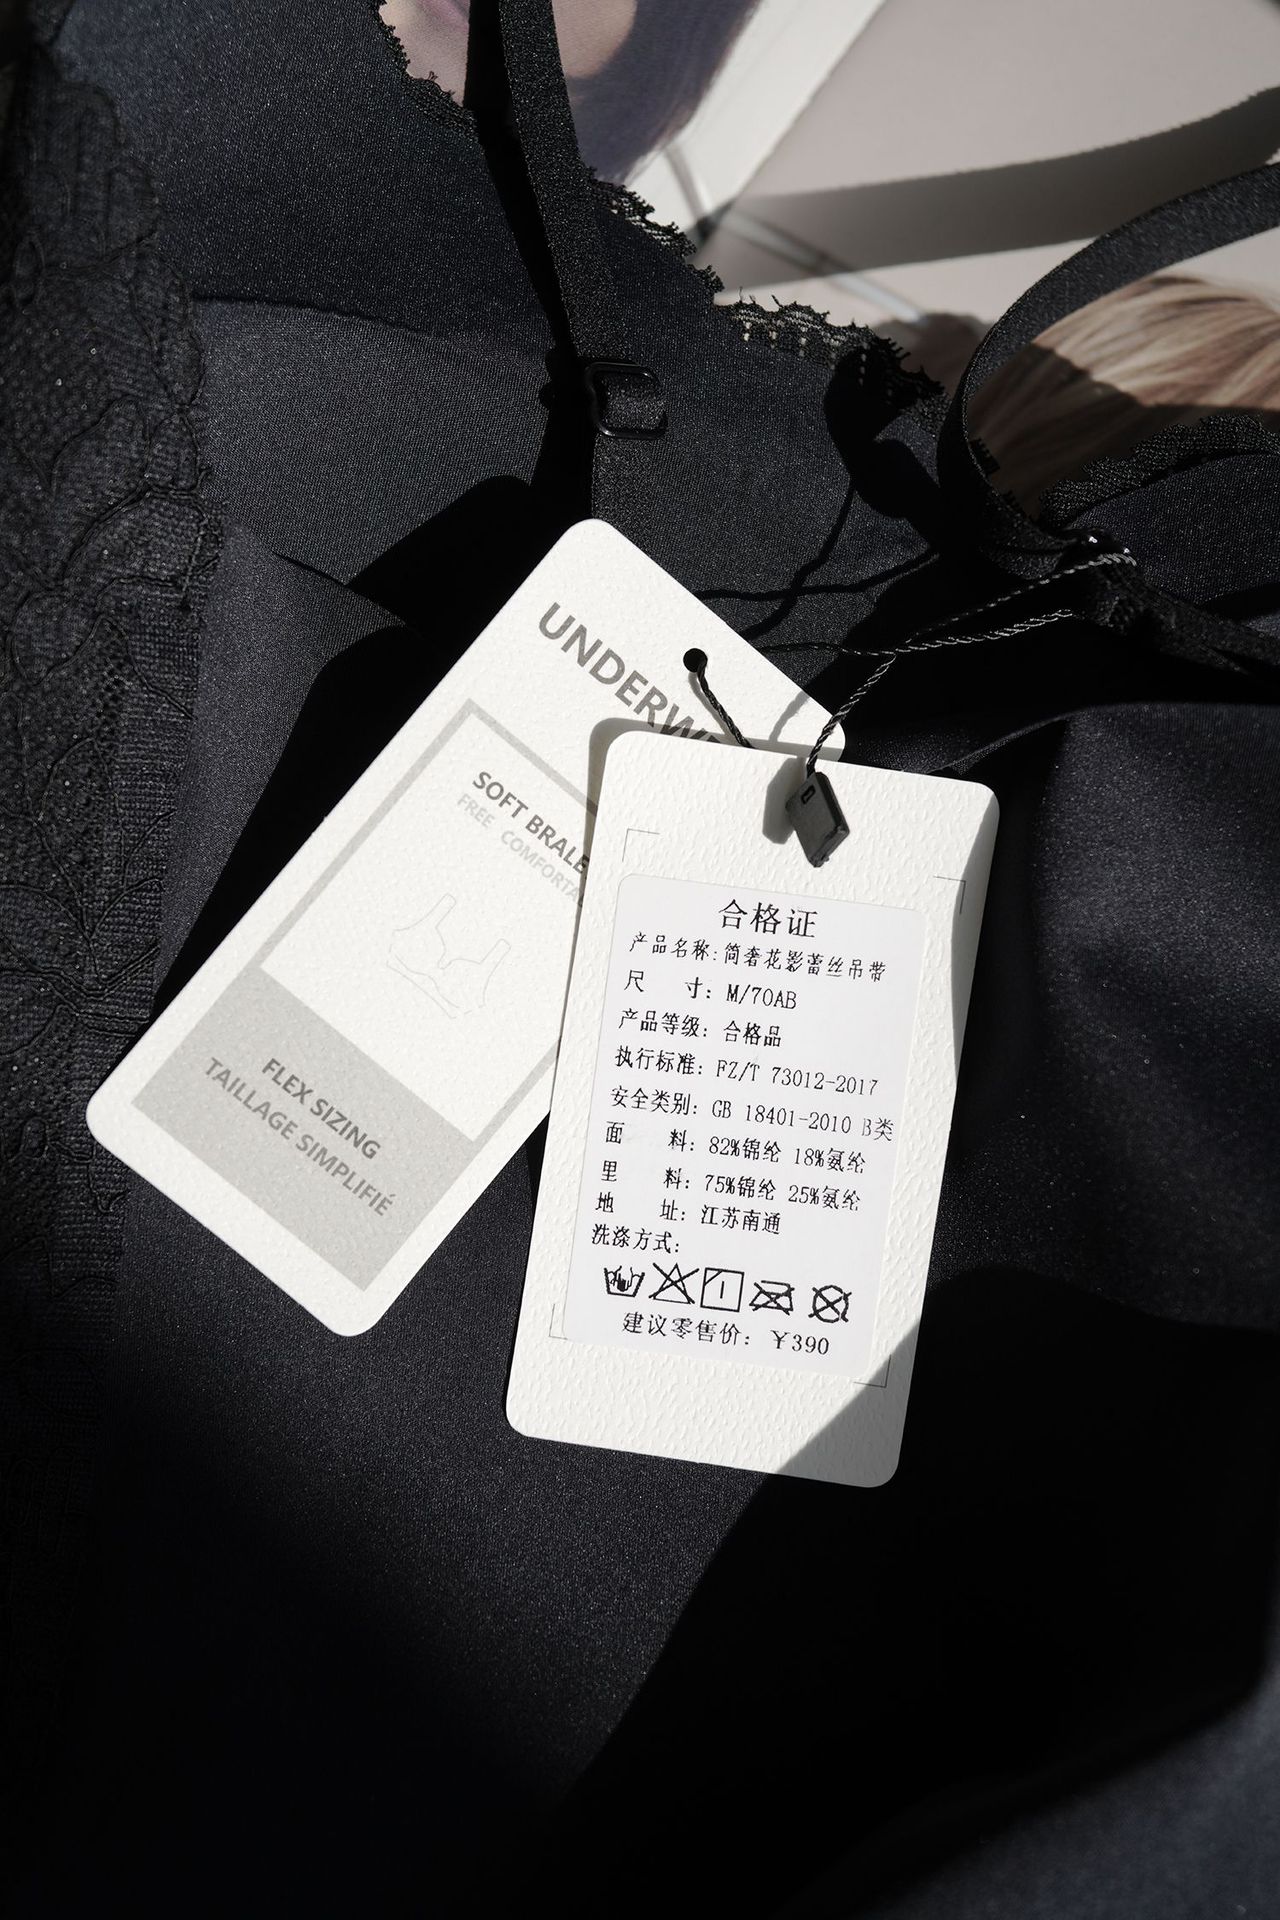 UNDERW
SOFT BRALE
FREE COMFORTA
FLEX SIZING
TAILLAGE SIMPLIFIÉ
合格证
产品名称:简奢花影蕾丝吊带
尺 寸: M/70AB
产品等级: 合格品
执行标准: FZ/T 73012-2017
安全类别: GB 18401-2010 B类
面 料: 82%锦纶 18%氨纶
里 料: 75%锦纶 25%氨纶
地 址: 江苏南通
洗涤方式:
建议零售价: ￥390